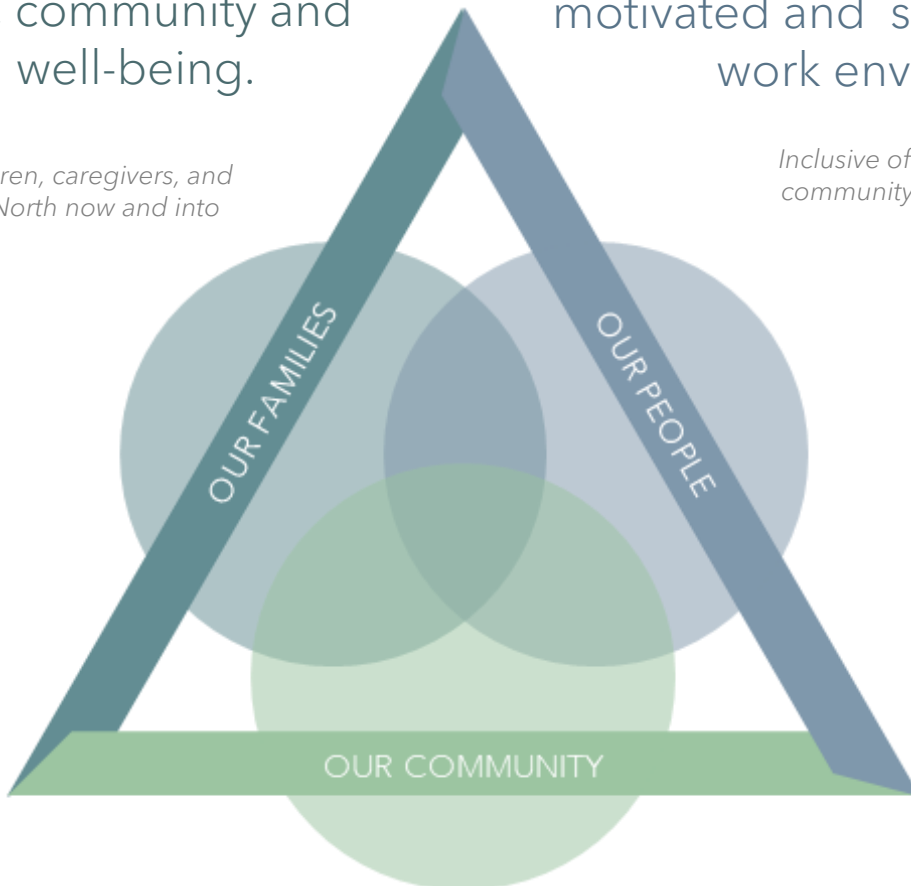 community and
well-being.
motivated and s
work env
ren, caregivers, and
North now and into
Inclusive of
community
OUR FAMILIES
OUR PEOPLE
OUR COMMUNITY